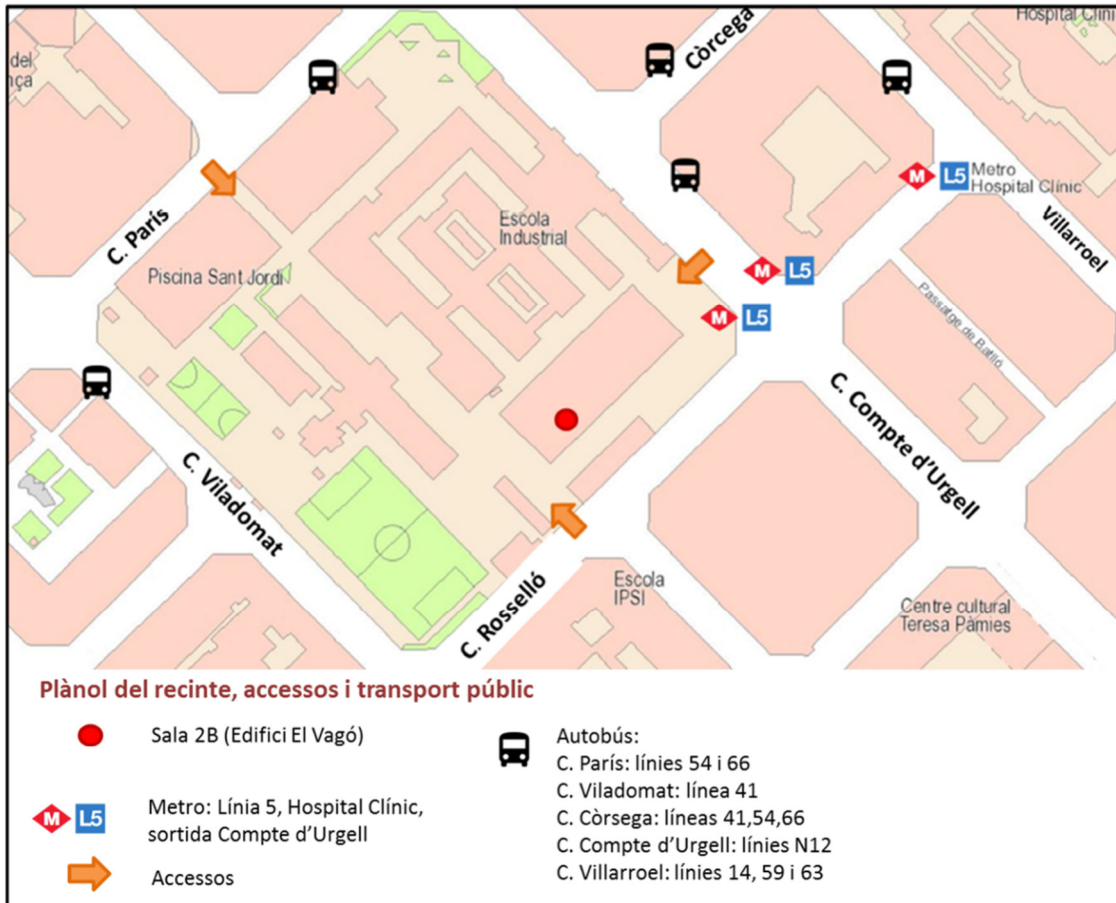 Hospital Clínic
Còrcega
del
nça
M L5 Metro
Hospital Clínic
C. París
Escola
Industrial
Villarroel
Piscina Sant Jordi
M L5
M L5
Passatge de Batlló
C. Compte d'Urgell
C. Viladomat
Escola
IPSI
C. Rosselló
Centre cultural
Teresa Pàmies
Plànol del recinte, accessos i transport públic
Sala 2B (Edifici El Vagó)
M L5 Metro: Línia 5, Hospital Clínic,
sortida Compte d'Urgell
Accessos
Autobús:
C. París: línies 54 i 66
C. Viladomat: línea 41
C. Còrsega: líneas 41,54,66
C. Compte d'Urgell: línies N12
C. Villarroel: línies 14, 59 i 63